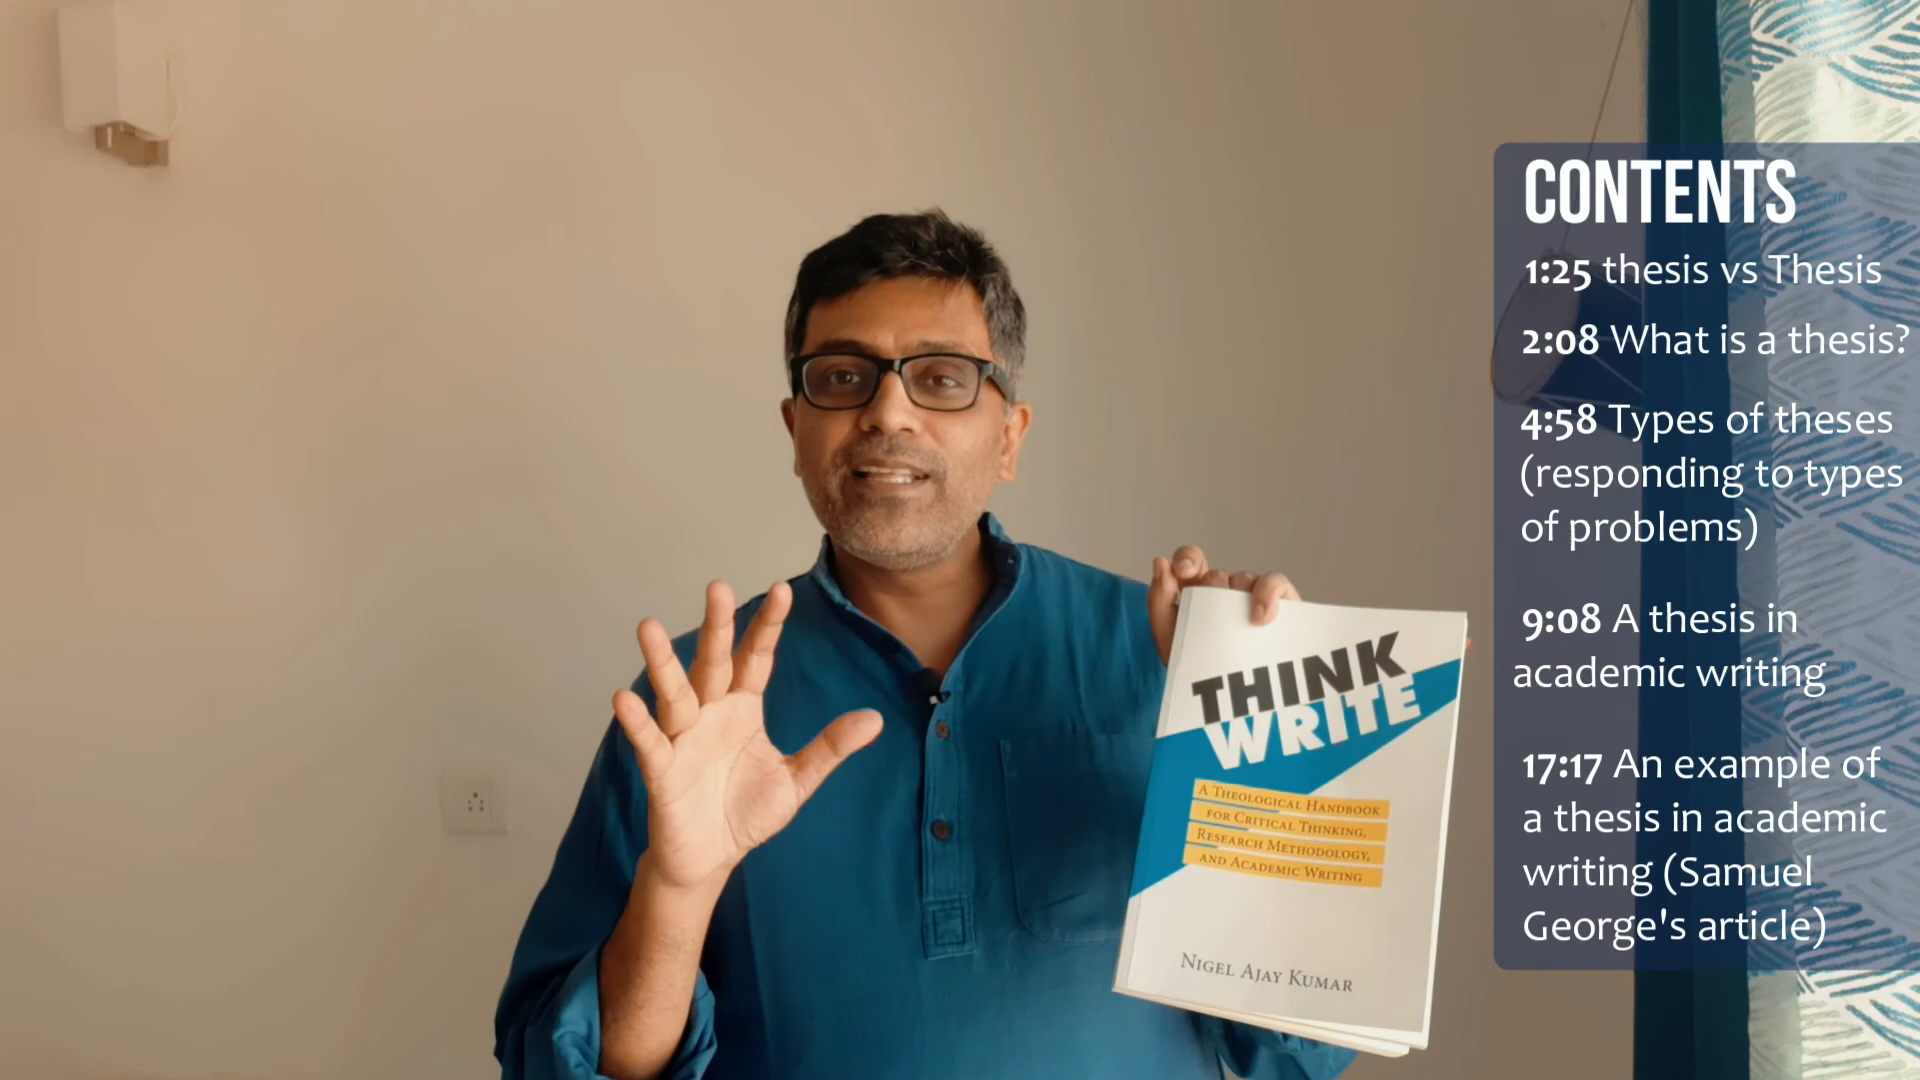 CONTENTS
1:25 thesis vs Thesis
2:08 What is a thesis?
4:58 Types of theses
(responding to types
of problems)
9:08 A thesis in
academic writing
17:17 An example of
a thesis in academic
writing (Samuel
George's article)
THINK
WRITE
A Theological Handbook
for Critical Thinking,
Research Methodology,
and Academic Writing
Nigel Ajay Kumar